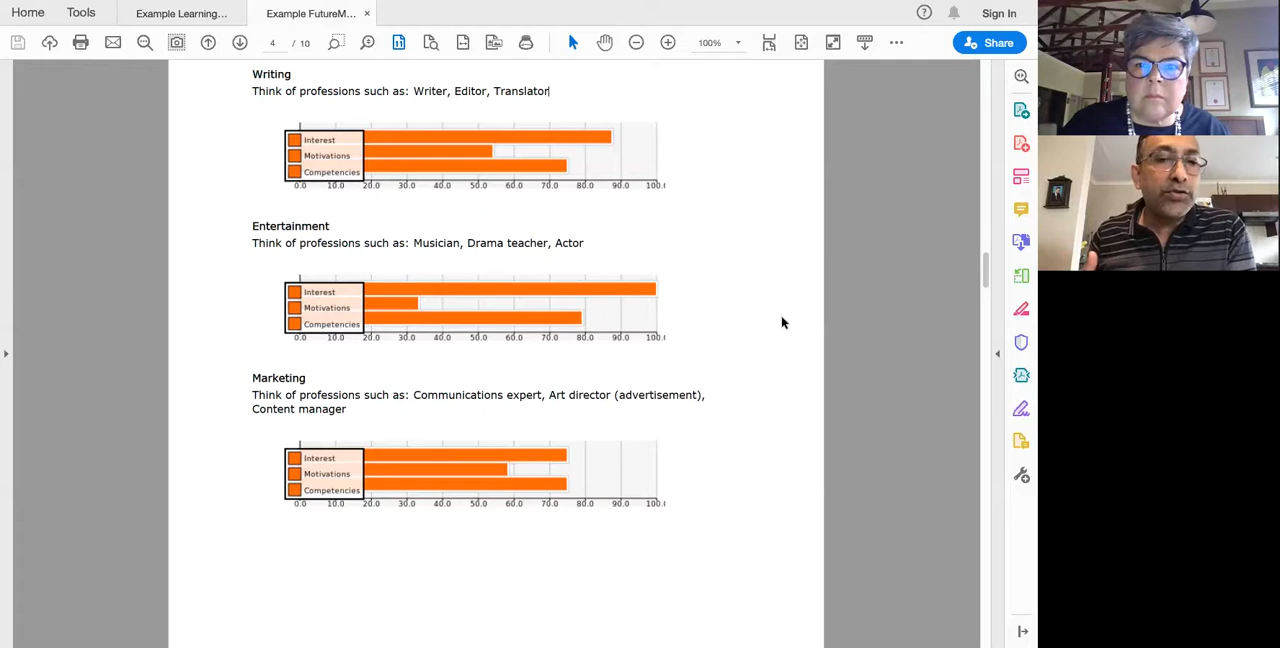 Home
Tools
Example Learning...
Example FutureM...
×
Sign In
4 / 10
100%
Share
Writing
Think of professions such as: Writer, Editor, Translator
Interest
Motivations
Competencies
0.0 10.0 20.0 30.0 40.0 50.0 60.0 70.0 80.0 90.0 100.
Entertainment
Think of professions such as: Musician, Drama teacher, Actor
Interest
Motivations
Competencies
0.0 10.0 20.0 30.0 40.0 50.0 60.0 70.0 80.0 90.0 100.
Marketing
Think of professions such as: Communications expert, Art director (advertisement),
Content manager
Interest
Motivations
Competencies
0.0 10.0 20.0 30.0 40.0 50.0 60.0 70.0 80.0 90.0 100.